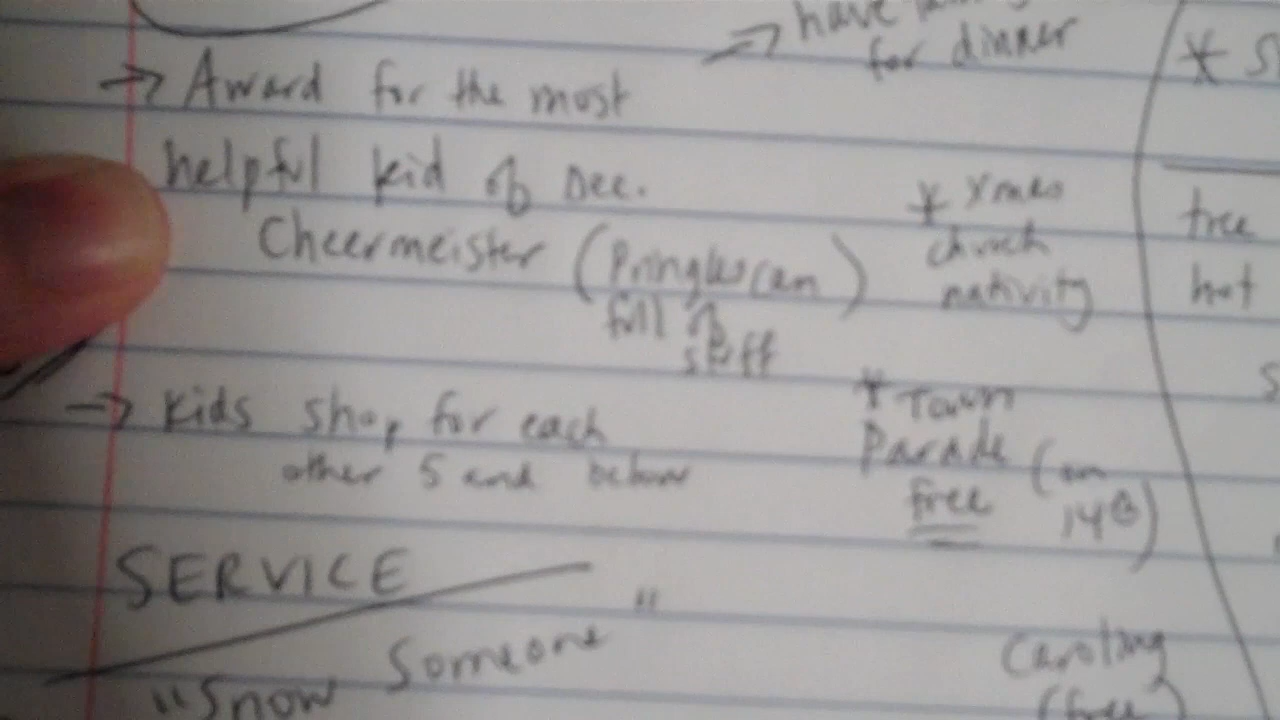 → have
for dinner
→ Award for the most
helpful kid of Dec.
Cheermeister (Pringles can)
full of
stuff
→ Kids shop for each
other 5 and below
SERVICE
"Snow Someone"
* Xmas
church
nativity
* Town
Parade (on
free 14th)
Caroling
(free)
* S
tree
hot
S